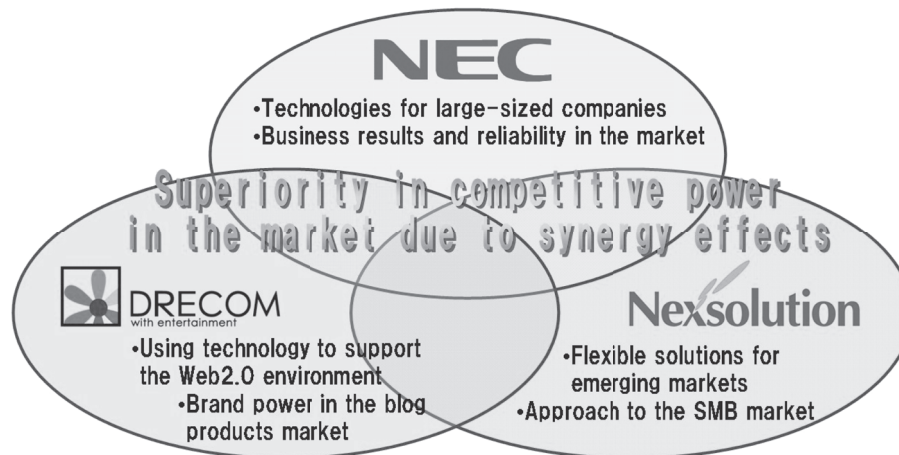 NEC
•Technologies for large-sized companies
•Business results and reliability in the market
Superiority in competitive power
in the market due to synergy effects
DRECOM
with entertainment
•Using technology to support
the Web2.0 environment
•Brand power in the blog
products market
Nexsolution
•Flexible solutions for
emerging markets
•Approach to the SMB market